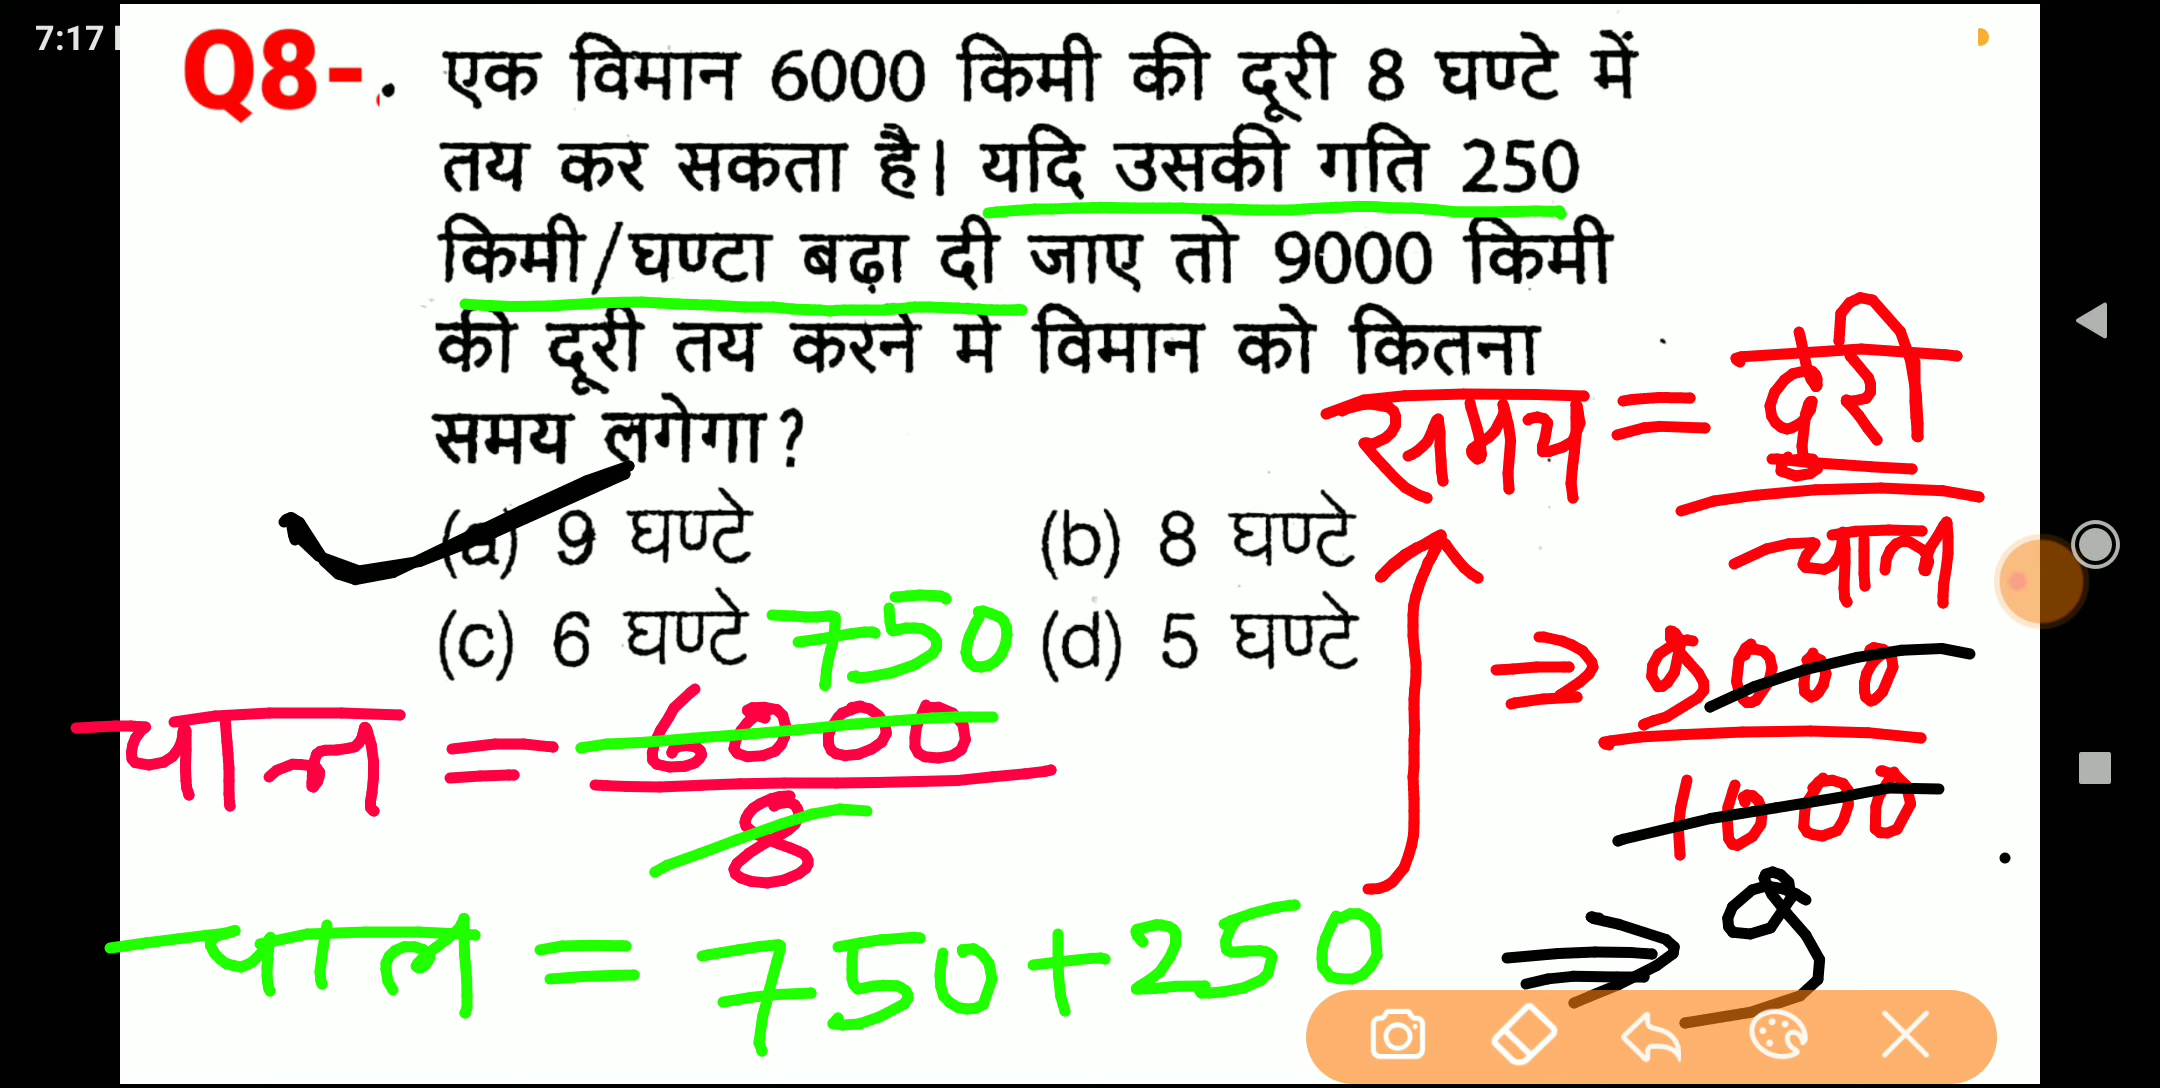 7:17
Q8-. एक विमान 6000 किमी की दूरी 8 घण्टे में
तय कर सकता है। यदि उसकी गति 250
किमी/घण्टा बढ़ा दी जाए तो 9000 किमी
की दूरी तय करने में विमान को कितना
समय लगेगा?
समय = दूरी
चाल
(a) 9 घण्टे (b) 8 घण्टे
(c) 6 घण्टे (d) 5 घण्टे
750
चाल = 6000
8
⇒ 9000
1000
चाल = 750+250
⇒ 9